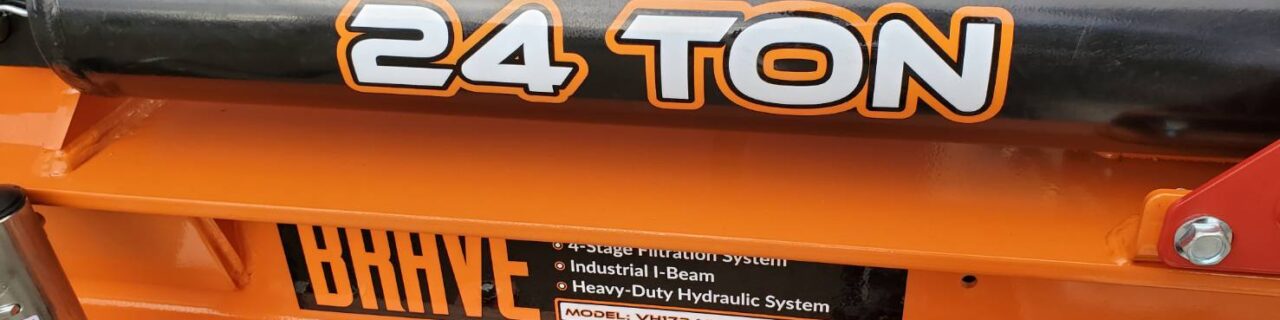 24 TON
BRAVE
4-Stage Filtration System
Industrial I-Beam
Heavy-Duty Hydraulic System
MODEL: